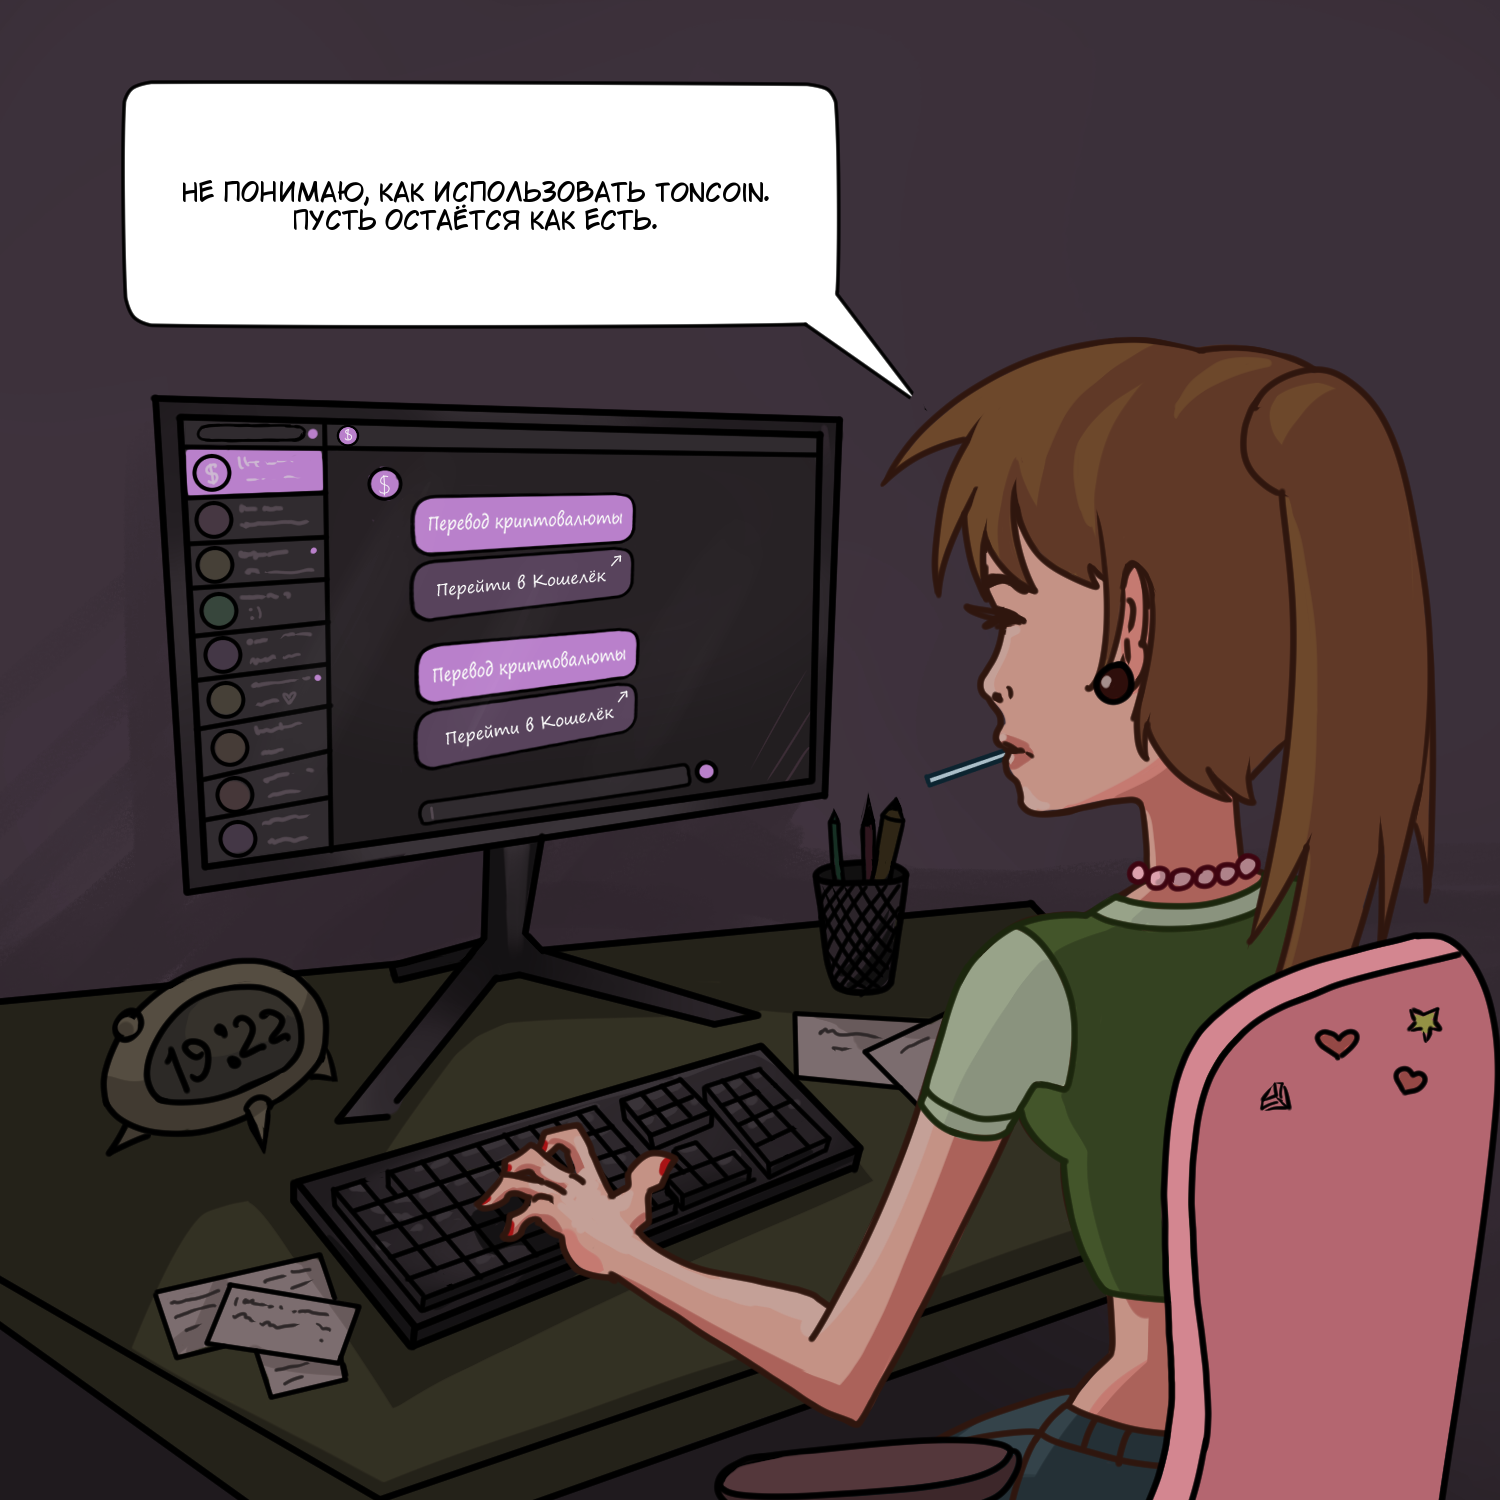 НЕ ПОНИМАЮ, КАК ИСПОЛЬЗОВАТЬ TONCOIN.
ПУСТЬ ОСТАЁТСЯ КАК ЕСТЬ.
$
$
$
:)
Перевод криптовалюты
Перейти в Кошелёк
Перевод криптовалюты
Перейти в Кошелёк
19:22